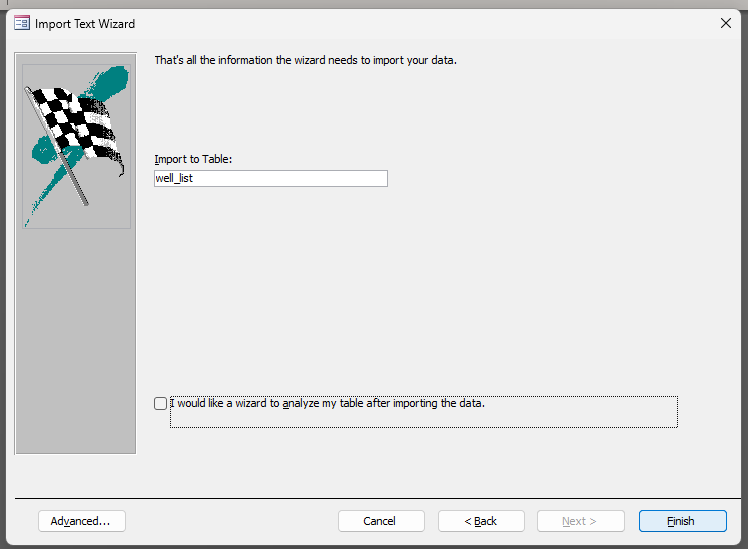 Import Text Wizard
That's all the information the wizard needs to import your data.
Import to Table:
well_list
I would like a wizard to analyze my table after importing the data.
Advanced...
Cancel
< Back
Next >
Finish